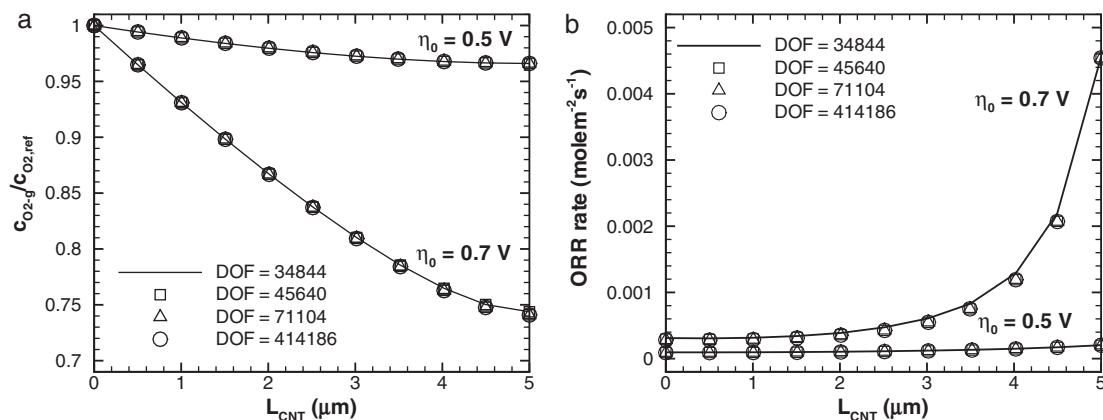 a
1
0.95
0.9
0.85
0.8
0.75
0.7
c_O2-g/c_O2,ref
η₀ = 0.5 V
η₀ = 0.7 V
DOF = 34844
DOF = 45640
DOF = 71104
DOF = 414186
0 1 2 3 4 5
L_CNT (μm)
b
0.005
0.004
0.003
0.002
0.001
0
ORR rate (molem⁻²s⁻¹)
DOF = 34844
DOF = 45640
DOF = 71104
DOF = 414186
η₀ = 0.7 V
η₀ = 0.5 V
0 1 2 3 4 5
L_CNT (μm)